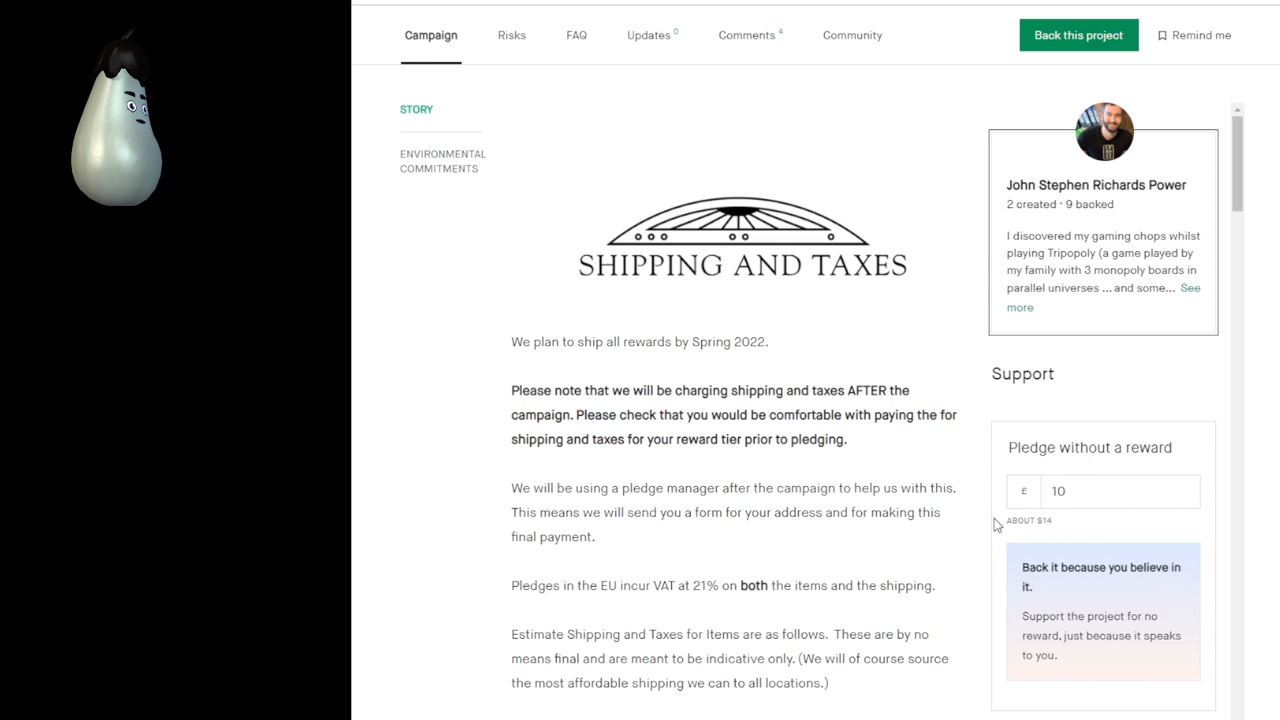 Campaign
Risks
FAQ
Updates 0
Comments 4
Community
Back this project
Remind me
STORY
ENVIRONMENTAL
COMMITMENTS
SHIPPING AND TAXES
We plan to ship all rewards by Spring 2022.
Please note that we will be charging shipping and taxes AFTER the
campaign. Please check that you would be comfortable with paying the for
shipping and taxes for your reward tier prior to pledging.
We will be using a pledge manager after the campaign to help us with this.
This means we will send you a form for your address and for making this
final payment.
Pledges in the EU incur VAT at 21% on both the items and the shipping.
Estimate Shipping and Taxes for Items are as follows. These are by no
means final and are meant to be indicative only. (We will of course source
the most affordable shipping we can to all locations.)
John Stephen Richards Power
2 created · 9 backed
I discovered my gaming chops whilst
playing Tripopoly (a game played by
my family with 3 monopoly boards in
parallel universes ... and some... See
more
Support
Pledge without a reward
£ 10
ABOUT $14
Back it because you believe in
it.
Support the project for no
reward, just because it speaks
to you.